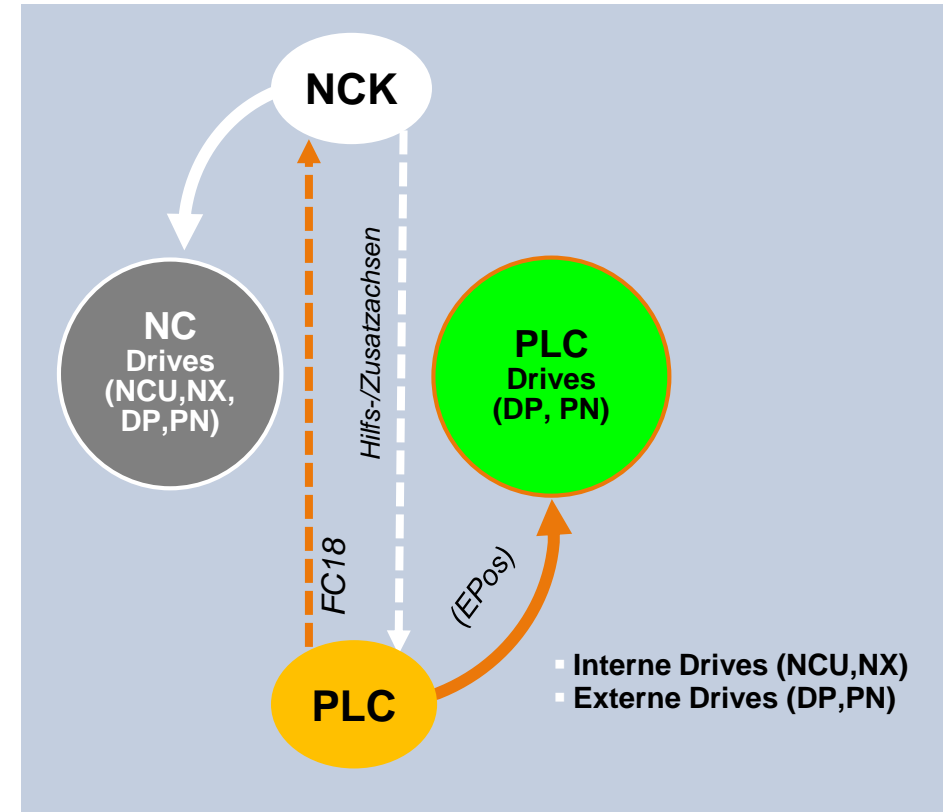 NCK
Hilfs-/Zusatzachsen
NC
Drives
(NCU,NX,
DP,PN)
PLC
Drives
(DP, PN)
FC18
(EPos)
Interne Drives (NCU,NX)
Externe Drives (DP,PN)
PLC